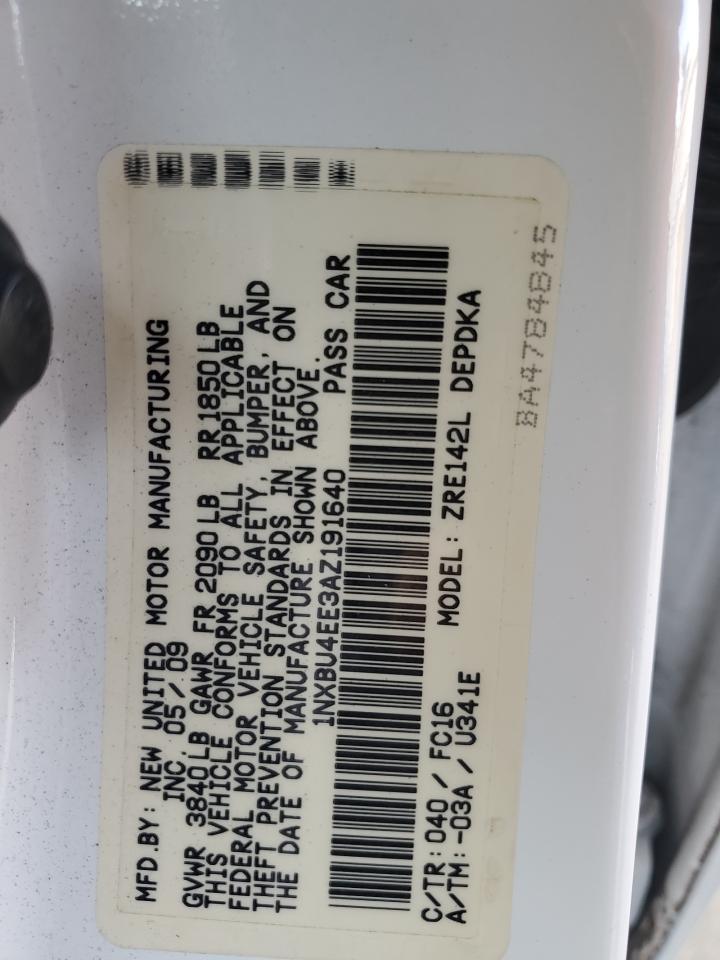 MFD.BY: NEW UNITED MOTOR MANUFACTURING
INC. 05/09
GVWR 3840LB GAWR FR 2090LB RR 1850LB
THIS VEHICLE CONFORMS TO ALL APPLICABLE
FEDERAL MOTOR VEHICLE SAFETY, BUMPER, AND
THEFT PREVENTION STANDARDS IN EFFECT ON
THE DATE OF MANUFACTURE SHOWN ABOVE.
1NXBU4EE3AZ191640 PASS CAR
C/TR: 040 / FC16 MODEL: ZRE142L DEPDKA
A/TM: -03A / U341E
BA47B4B45